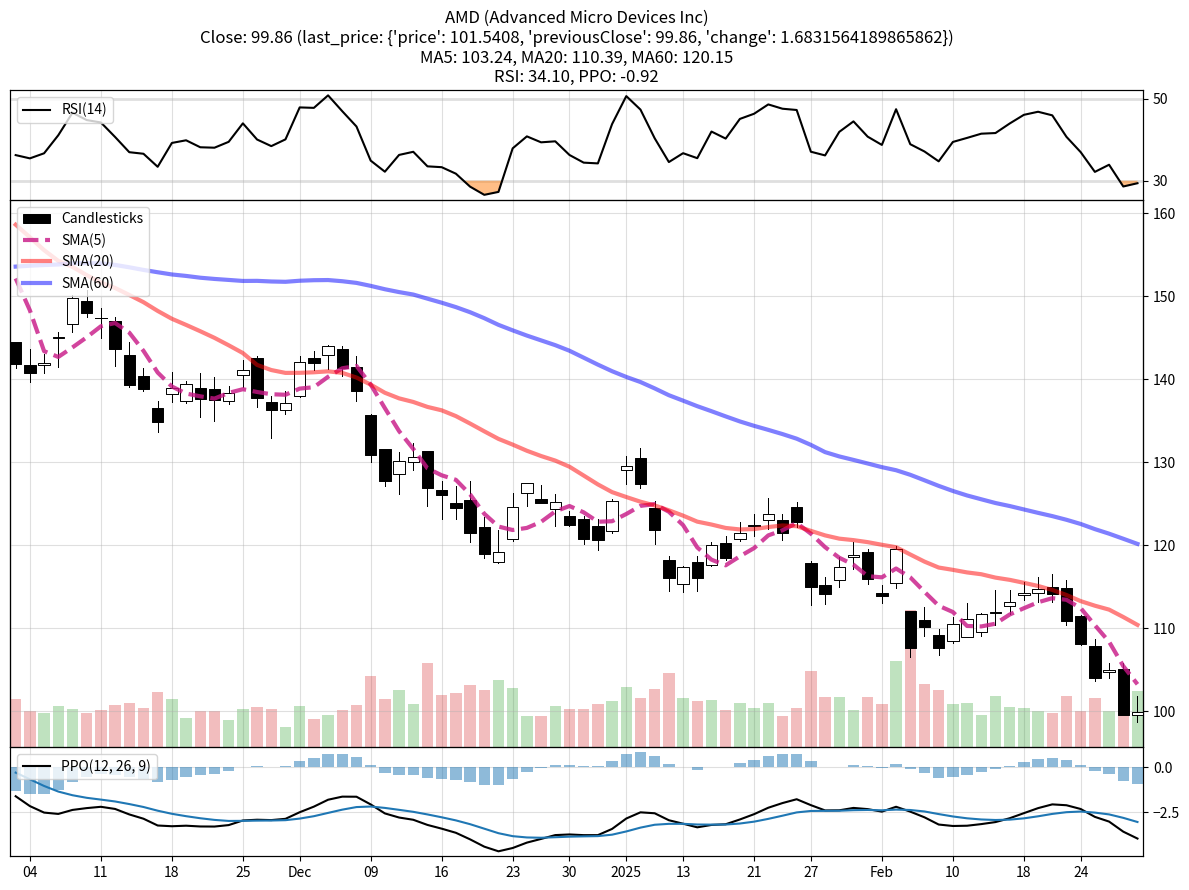 AMD (Advanced Micro Devices Inc)
Close: 99.86 (last_price: {'price': 101.5408, 'previousClose': 99.86, 'change': 1.6831564189865862})
MA5: 103.24, MA20: 110.39, MA60: 120.15
RSI: 34.10, PPO: -0.92
RSI(14)
50
30
Candlesticks
SMA(5)
SMA(20)
SMA(60)
160
150
140
130
120
110
100
PPO(12, 26, 9)
0.0
−2.5
04 11 18 25 Dec 09 16 23 30 2025 13 21 27 Feb 10 18 24